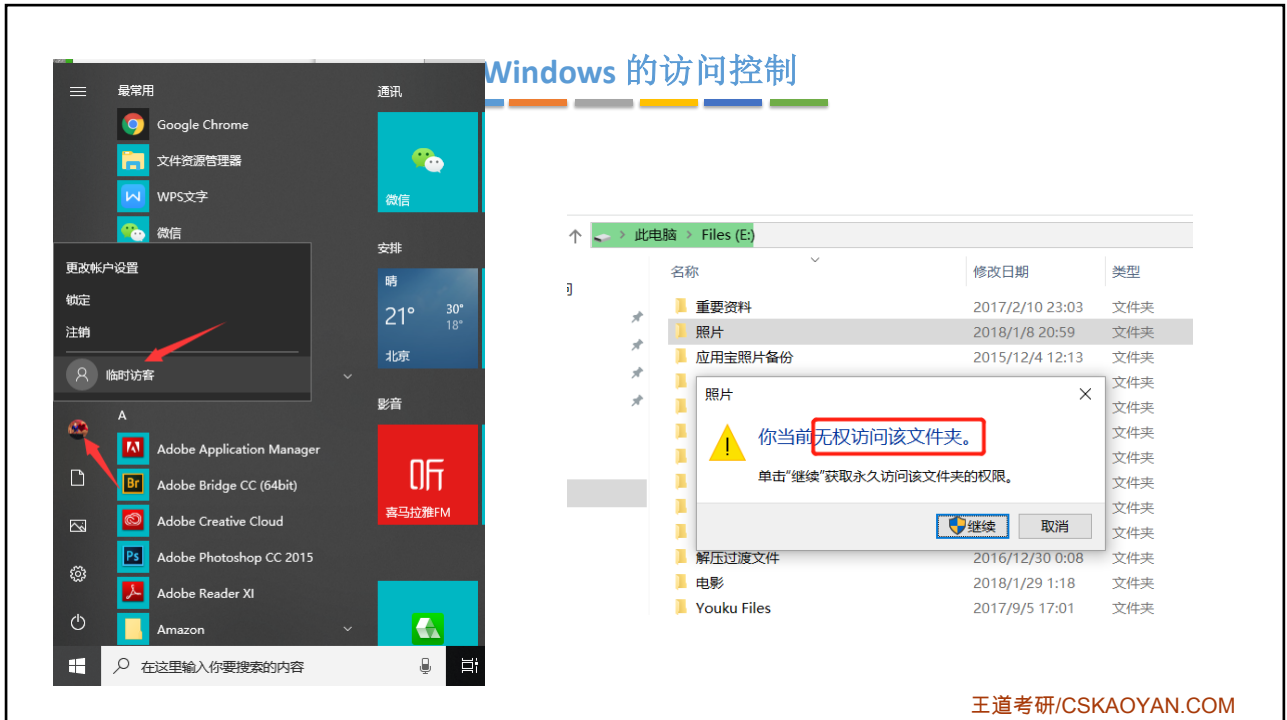 Windows 的访问控制
最常用
Google Chrome
文件资源管理器
WPS文字
微信
更改帐户设置
锁定
注销
临时访客
A
Adobe Application Manager
Adobe Bridge CC (64bit)
Adobe Creative Cloud
Adobe Photoshop CC 2015
Adobe Reader XI
Amazon
在这里输入你要搜索的内容
通讯
微信
安排
晴
21° 30°
18°
北京
影音
听
喜马拉雅FM
此电脑 > Files (E:)
名称 修改日期 类型
重要资料 2017/2/10 23:03 文件夹
照片 2018/1/8 20:59 文件夹
应用宝照片备份 2015/12/4 12:13 文件夹
文件夹
文件夹
文件夹
文件夹
文件夹
文件夹
文件夹
照片
你当前无权访问该文件夹。
单击“继续”获取永久访问该文件夹的权限。
继续 取消
解压过渡文件 2016/12/30 0:08 文件夹
电影 2018/1/29 1:18 文件夹
Youku Files 2017/9/5 17:01 文件夹
王道考研/CSKAOYAN.COM